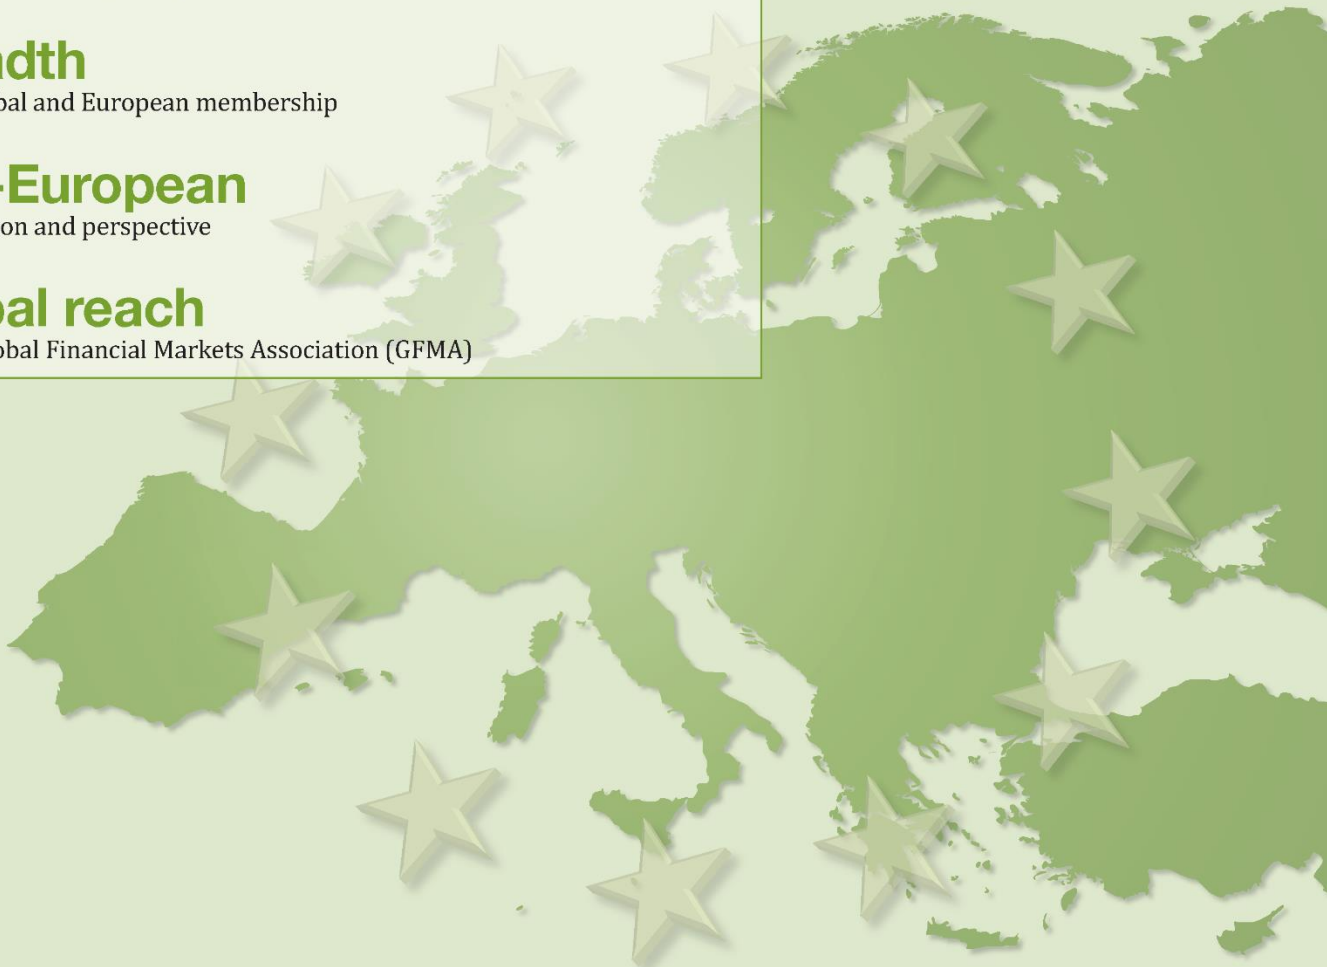 adth
bal and European membership
-European
on and perspective
bal reach
obal Financial Markets Association (GFMA)